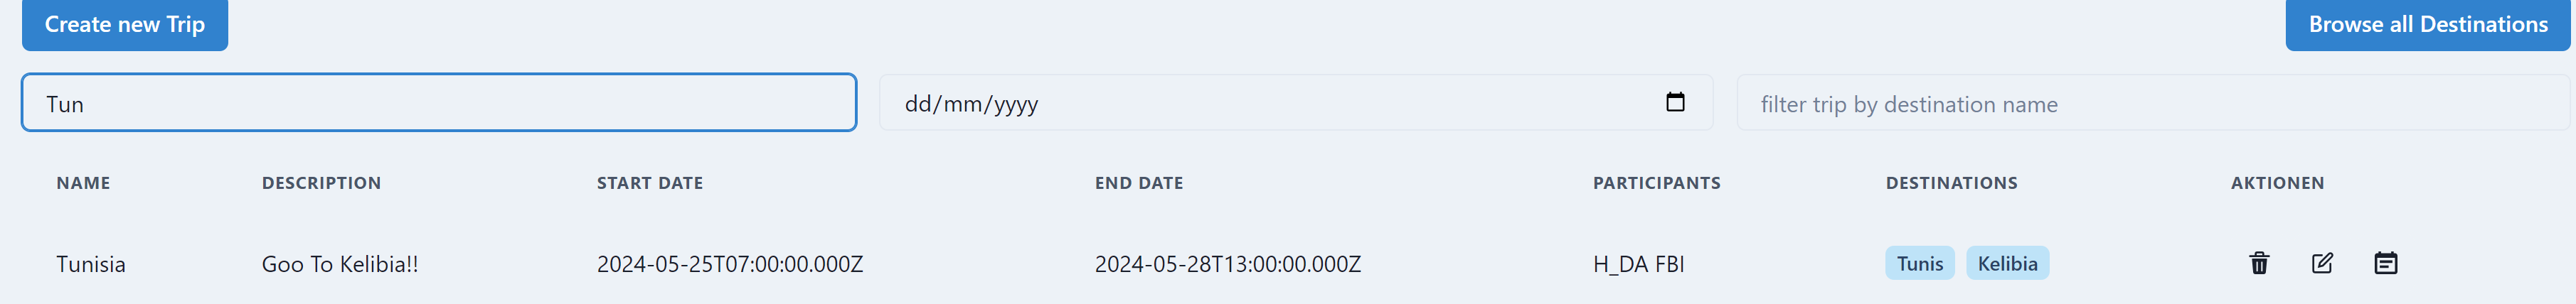 Create new Trip Browse all Destinations
Tun dd/mm/yyyy filter trip by destination name
NAME DESCRIPTION START DATE END DATE PARTICIPANTS DESTINATIONS AKTIONEN
Tunisia Goo To Kelibia!! 2024-05-25T07:00:00.000Z 2024-05-28T13:00:00.000Z H_DA FBI Tunis Kelibia